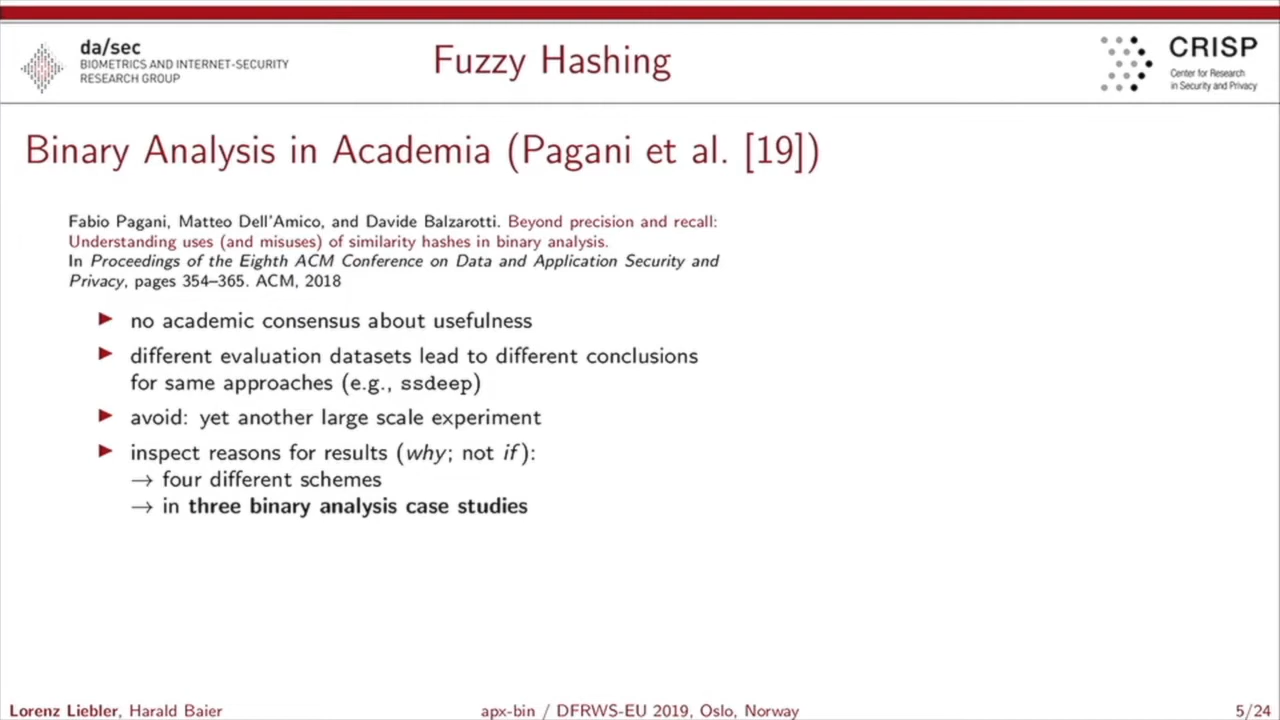 da/sec
BIOMETRICS AND INTERNET-SECURITY
RESEARCH GROUP
Fuzzy Hashing
CRISP
Center for Research
in Security and Privacy
Binary Analysis in Academia (Pagani et al. [19])
Fabio Pagani, Matteo Dell'Amico, and Davide Balzarotti. Beyond precision and recall:
Understanding uses (and misuses) of similarity hashes in binary analysis.
In Proceedings of the Eighth ACM Conference on Data and Application Security and
Privacy, pages 354–365. ACM, 2018
▶ no academic consensus about usefulness
▶ different evaluation datasets lead to different conclusions
for same approaches (e.g., ssdeep)
▶ avoid: yet another large scale experiment
▶ inspect reasons for results (why; not if):
→ four different schemes
→ in three binary analysis case studies
Lorenz Liebler, Harald Baier
apx-bin / DFRWS-EU 2019, Oslo, Norway
5/24